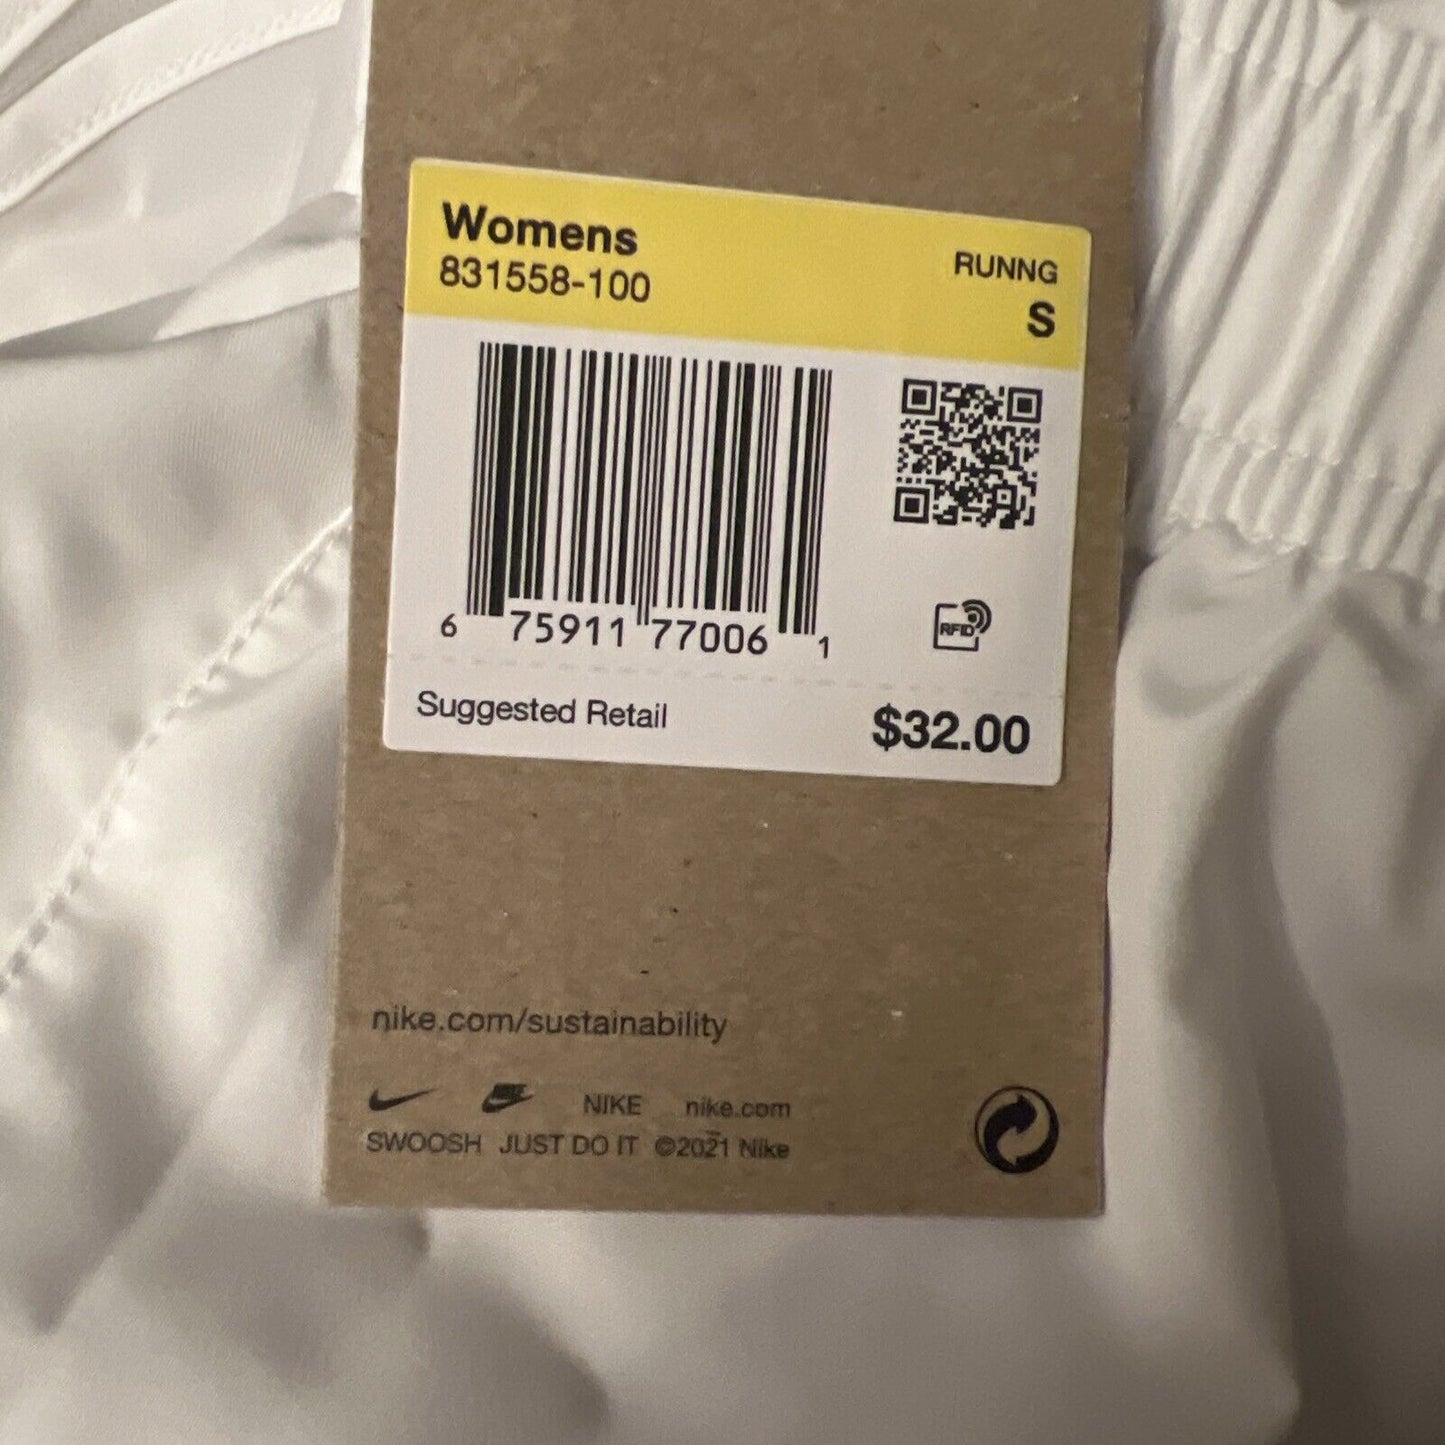 Womens
831558-100
RUNNG
S
6 75911 77006 1
RFID
Suggested Retail $32.00
nike.com/sustainability
NIKE nike.com
SWOOSH JUST DO IT ©2021 Nike